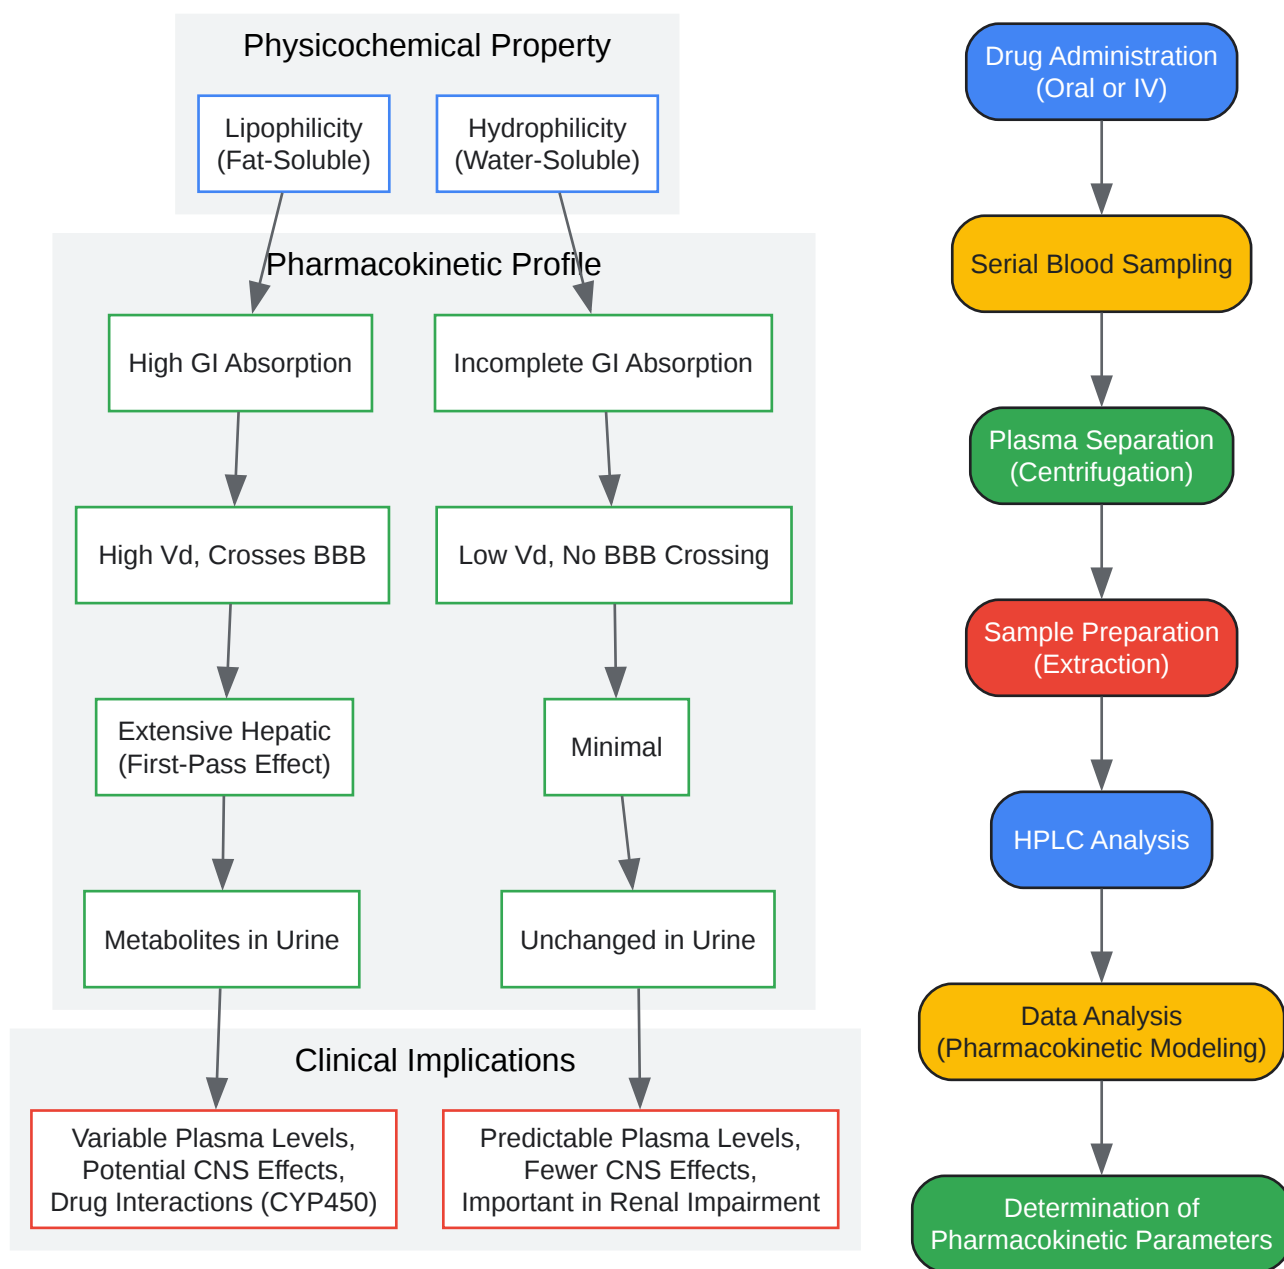 Physicochemical Property
Lipophilicity
(Fat-Soluble)
Hydrophilicity
(Water-Soluble)
Pharmacokinetic Profile
High GI Absorption
Incomplete GI Absorption
High Vd, Crosses BBB
Low Vd, No BBB Crossing
Extensive Hepatic
(First-Pass Effect)
Minimal
Metabolites in Urine
Unchanged in Urine
Clinical Implications
Variable Plasma Levels,
Potential CNS Effects,
Drug Interactions (CYP450)
Predictable Plasma Levels,
Fewer CNS Effects,
Important in Renal Impairment
Drug Administration
(Oral or IV)
Serial Blood Sampling
Plasma Separation
(Centrifugation)
Sample Preparation
(Extraction)
HPLC Analysis
Data Analysis
(Pharmacokinetic Modeling)
Determination of
Pharmacokinetic Parameters